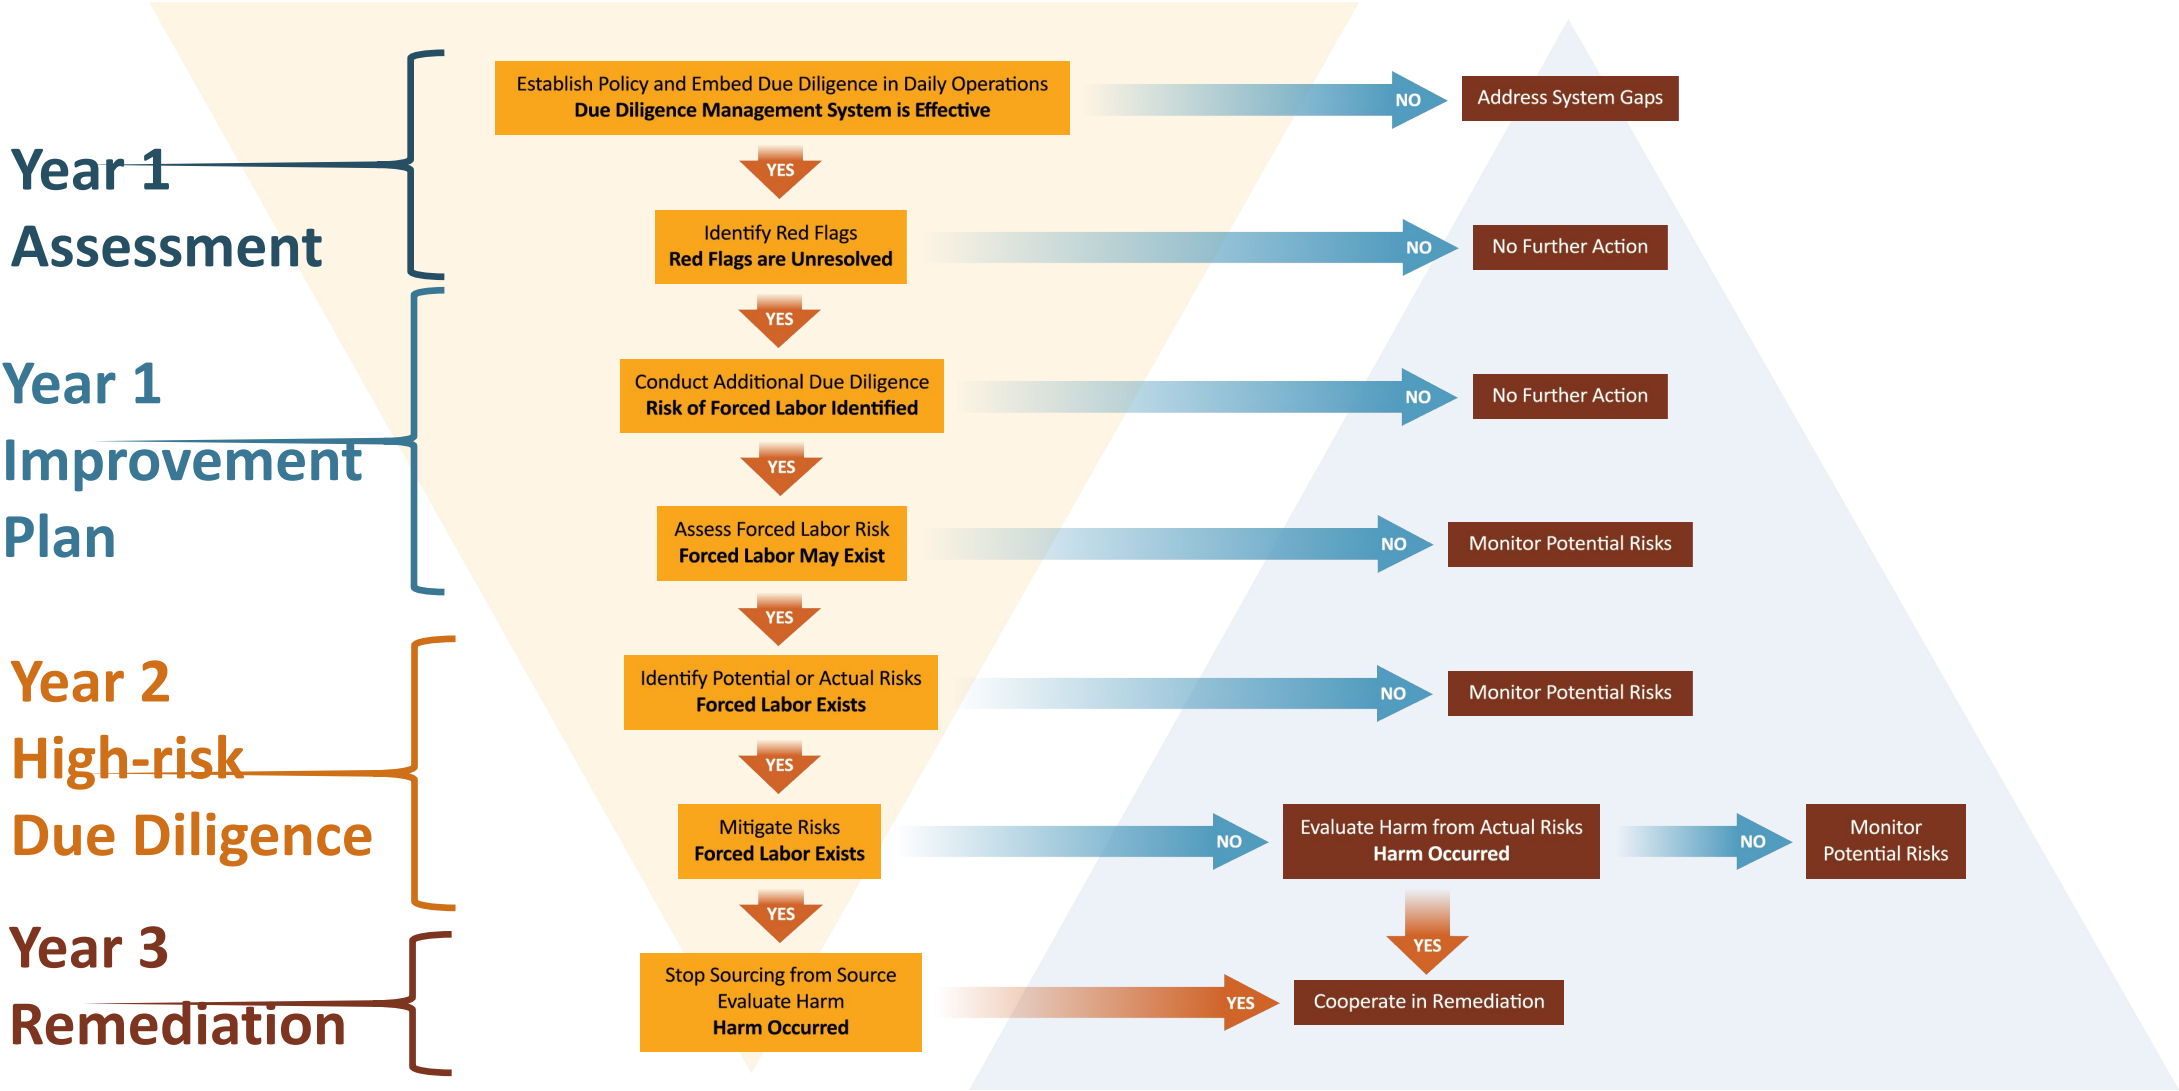 Year 1
Assessment
Establish Policy and Embed Due Diligence in Daily Operations
Due Diligence Management System is Effective
NO
Address System Gaps
YES
Identify Red Flags
Red Flags are Unresolved
NO
No Further Action
YES
Year 1
Improvement
Plan
Conduct Additional Due Diligence
Risk of Forced Labor Identified
NO
No Further Action
YES
Assess Forced Labor Risk
Forced Labor May Exist
NO
Monitor Potential Risks
YES
Year 2
High-risk
Due Diligence
Identify Potential or Actual Risks
Forced Labor Exists
NO
Monitor Potential Risks
YES
Mitigate Risks
Forced Labor Exists
NO
Evaluate Harm from Actual Risks
Harm Occurred
NO
Monitor
Potential Risks
YES
YES
Year 3
Remediation
Stop Sourcing from Source
Evaluate Harm
Harm Occurred
YES
Cooperate in Remediation